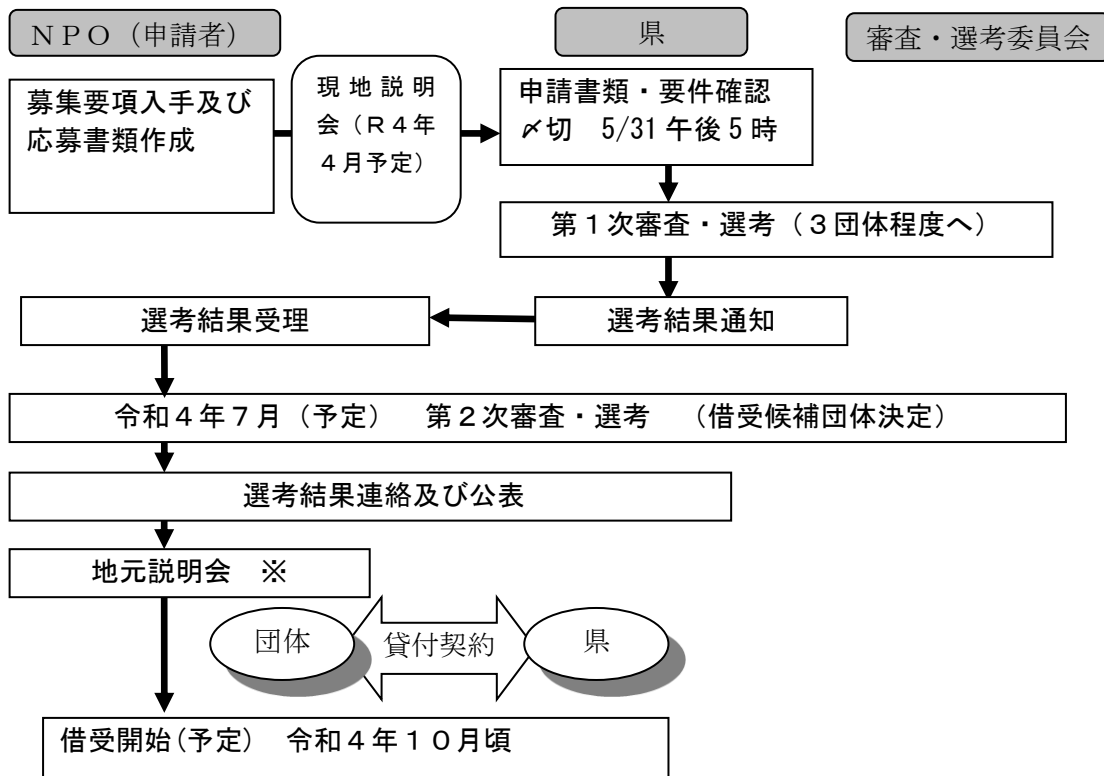 ＮＰＯ（申請者）
県
審査・選考委員会
募集要項入手及び
応募書類作成
現地説明
会（Ｒ４年
４月予定）
申請書類・要件確認
〆切　5/31 午後５時
第１次審査・選考（３団体程度へ）
選考結果受理
選考結果通知
令和４年７月（予定）　第２次審査・選考　（借受候補団体決定）
選考結果連絡及び公表
地元説明会　※
団体
貸付契約
県
借受開始(予定)　令和４年１０月頃